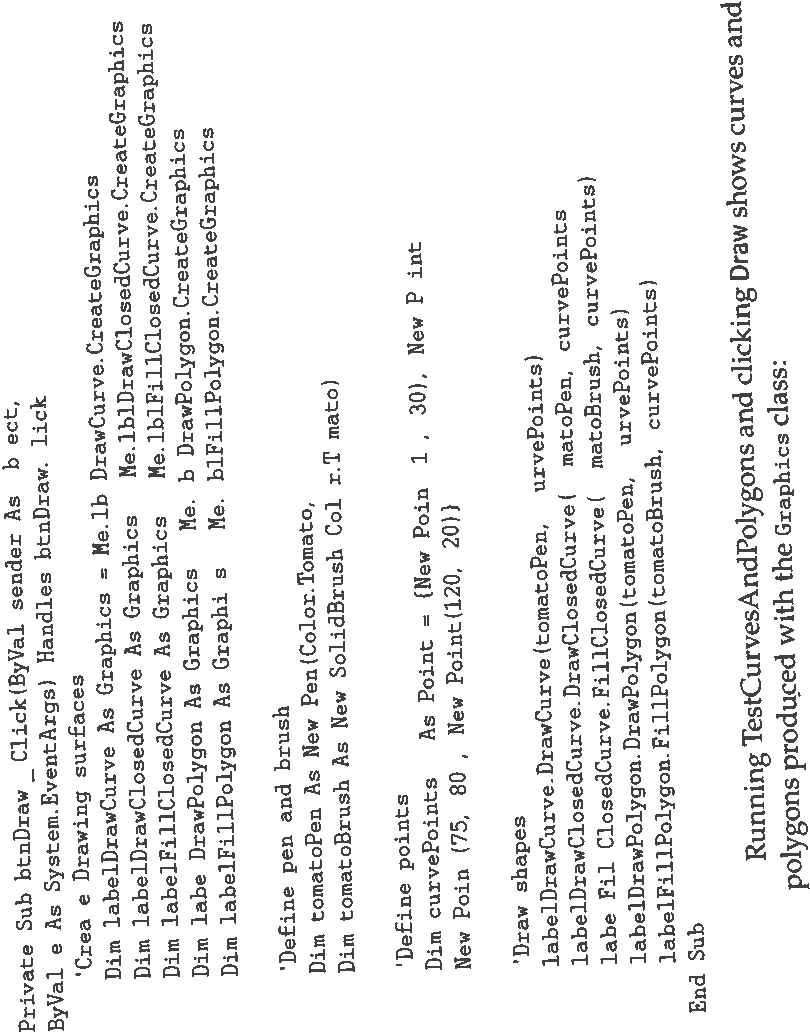 Private Sub btnDraw _ Click(ByVal sender As b ect,
ByVal e As System.EventArgs) Handles btnDraw. lick
'Crea e Drawing surfaces
Dim labelDrawCurve As Graphics = Me.lb DrawCurve.CreateGraphics
Dim labelDrawClosedCurve As Graphics Me.lblDrawClosedCurve.CreateGraphics
Dim labelFillClosedCurve As Graphics Me.lblFillClosedCurve.CreateGraphics
Dim labe DrawPolygon As Graphics Me. b DrawPolygon.CreateGraphics
Dim labelFillPolygon As Graphi s Me. blFillPolygon.CreateGraphics
'Define pen and brush
Dim tomatoPen As New Pen(Color.Tomato,
Dim tomatoBrush As New SolidBrush Col r.T mato)
'Define points
Dim curvePoints As Point = {New Poin 1 , 30), New P int
New Poin (75, 80 , New Point(120, 20)}
'Draw shapes
labelDrawCurve.DrawCurve(tomatoPen, urvePoints)
labelDrawClosedCurve.DrawClosedCurve( matoPen, curvePoints
labe Fil ClosedCurve.FillClosedCurve( matoBrush, curvePoints)
labelDrawPolygon.DrawPolygon(tomatoPen, urvePoints)
labelFillPolygon.FillPolygon(tomatoBrush, curvePoints)
End Sub
Running TestCurvesAndPolygons and clicking Draw shows curves and
polygons produced with the Graphics class: